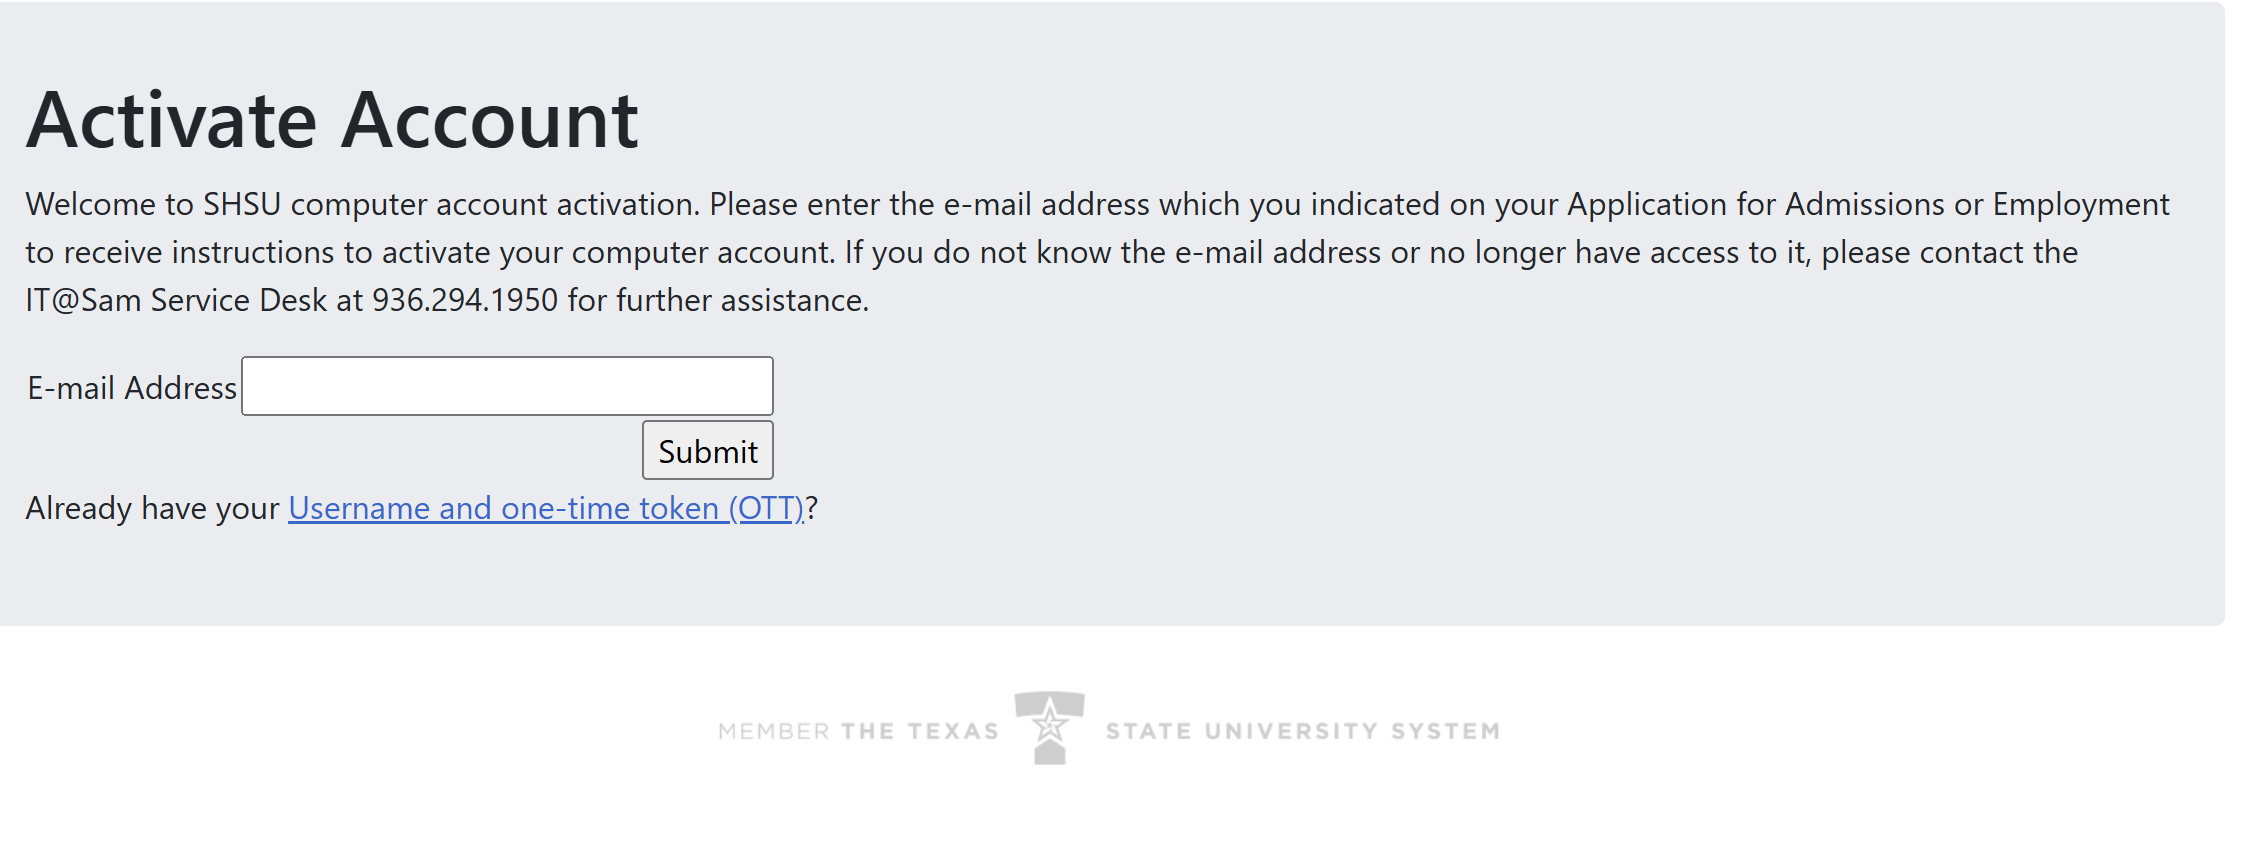 Activate Account
Welcome to SHSU computer account activation. Please enter the e-mail address which you indicated on your Application for Admissions or Employment
to receive instructions to activate your computer account. If you do not know the e-mail address or no longer have access to it, please contact the
IT@Sam Service Desk at 936.294.1950 for further assistance.
E-mail Address
Submit
Already have your Username and one-time token (OTT)?
MEMBER THE TEXAS STATE UNIVERSITY SYSTEM